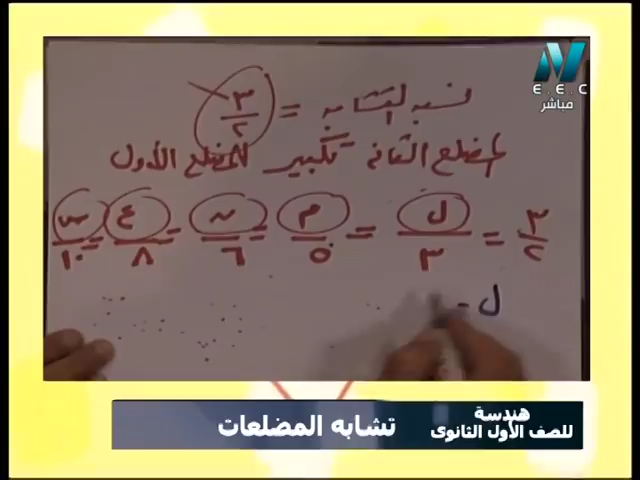 N
E.E.C
مباشر
نسبة التشابه = ٣/٢
المضلع الثاني تكبير للمضلع الأول
٣/٢ = ل/٣ = م/٥ = ن/٦ = ع/٨ = س/١٠
ل =
هندسة
للصف الأول الثانوى
تشابه المضلعات